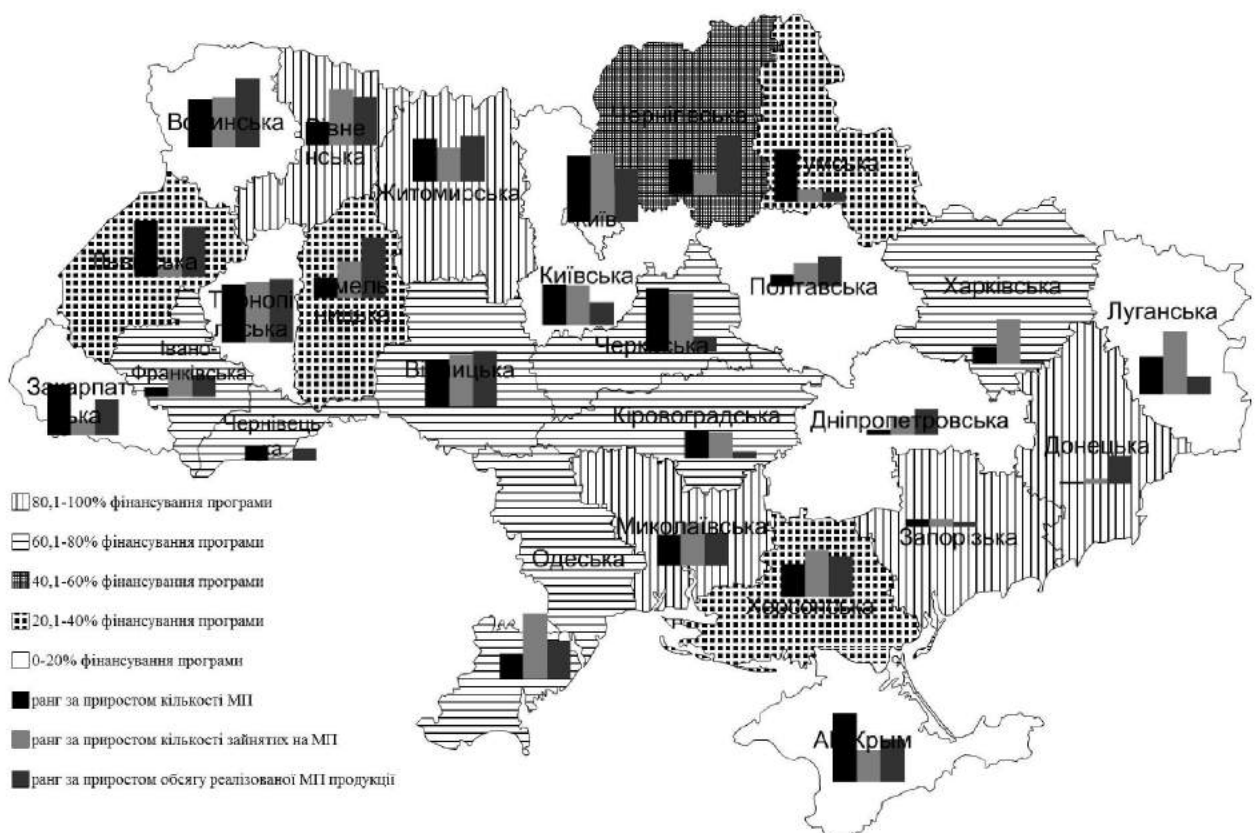 Чернігівська
Волинська
Рівне
нська
Сумська
Житомирська
Київ
Львівська
Київська
Полтавська
Харківська
Хмель
ницька
Тернопі
льська
Луганська
Черкаська
Івано-
Франківська
Вінницька
Закарпат
ська
Кіровоградська
Дніпропетровська
Чернівець
ка
Донецька
80,1-100% фінансування програми
Миколаївська
Запорізька
60,1-80% фінансування програми
Одеська
40,1-60% фінансування програми
Херсонська
20,1-40% фінансування програми
0-20% фінансування програми
ранг за приростом кількості МП
ранг за приростом кількості зайнятих на МП
АР Крым
ранг за приростом обсягу реалізованої МП продукції